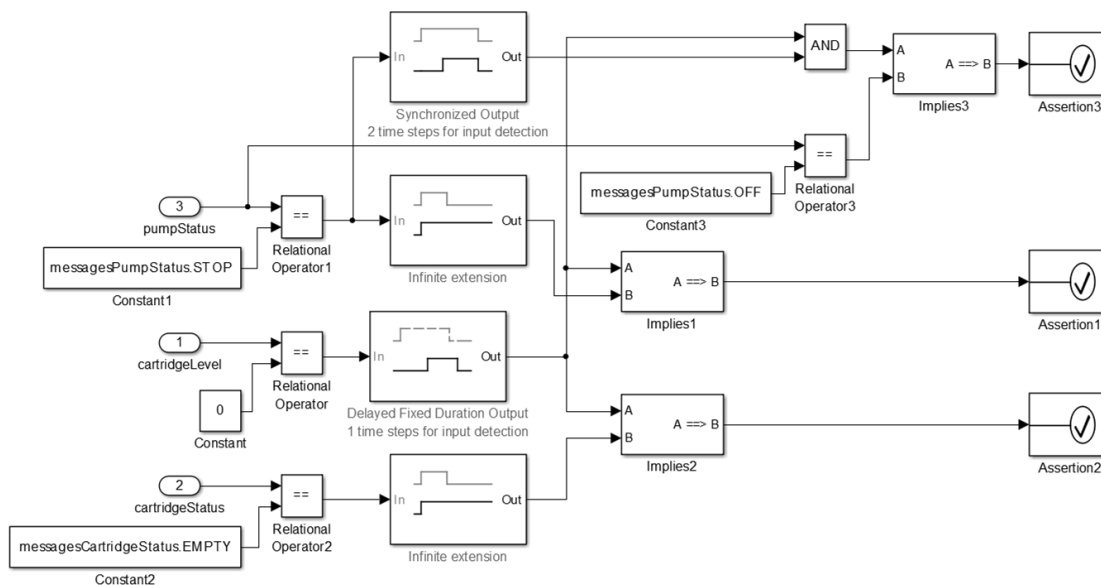 In
Out
Synchronized Output
2 time steps for input detection
AND
A
B
A ==> B
Implies3
Assertion3
==
Relational
Operator3
messagesPumpStatus.OFF
Constant3
3
pumpStatus
==
Relational
Operator1
messagesPumpStatus.STOP
Constant1
In
Out
Infinite extension
A
B
A ==> B
Implies1
Assertion1
1
cartridgeLevel
==
Relational
Operator
0
Constant
In
Out
Delayed Fixed Duration Output
1 time steps for input detection
A
B
A ==> B
Implies2
Assertion2
2
cartridgeStatus
==
Relational
Operator2
messagesCartridgeStatus.EMPTY
Constant2
In
Out
Infinite extension